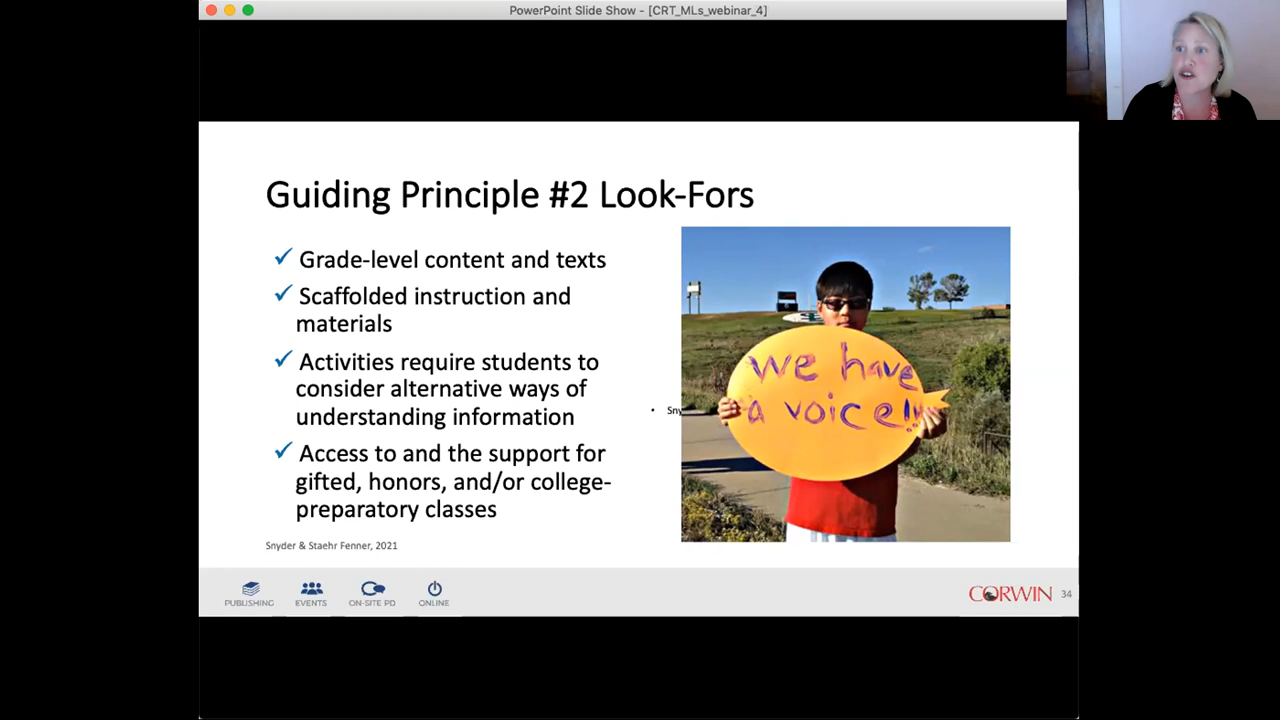 PowerPoint Slide Show - [CRT_MLs_webinar_4]
Guiding Principle #2 Look-Fors
✓ Grade-level content and texts
✓ Scaffolded instruction and
materials
✓ Activities require students to
consider alternative ways of
understanding information
✓ Access to and the support for
gifted, honors, and/or college-
preparatory classes
• Sny
We have
a voice!!
Snyder & Staehr Fenner, 2021
PUBLISHING
EVENTS
ON-SITE PD
ONLINE
CORWIN
34